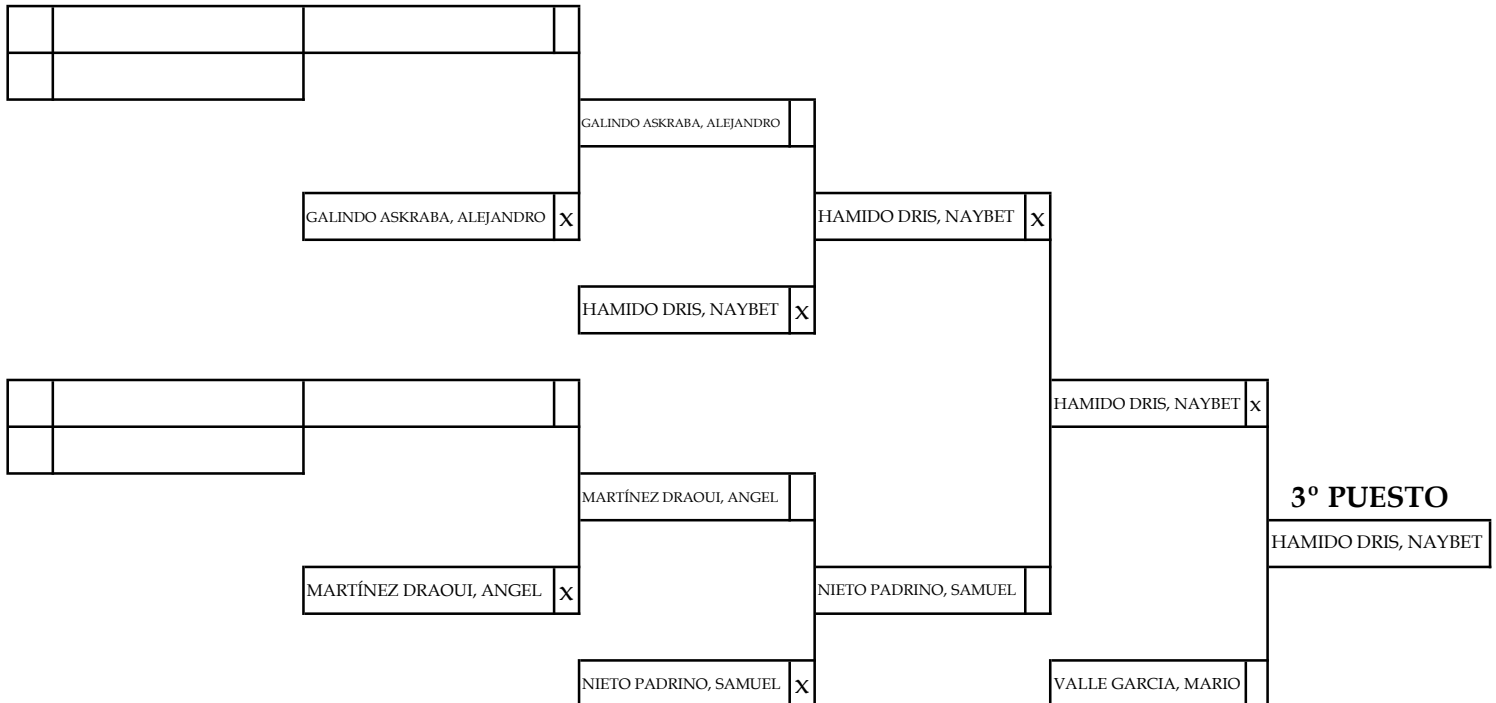 GALINDO ASKRABA, ALEJANDRO
GALINDO ASKRABA, ALEJANDRO x
HAMIDO DRIS, NAYBET x
HAMIDO DRIS, NAYBET x
HAMIDO DRIS, NAYBET x
MARTÍNEZ DRAOUI, ANGEL
3º PUESTO
HAMIDO DRIS, NAYBET
MARTÍNEZ DRAOUI, ANGEL x
NIETO PADRINO, SAMUEL
NIETO PADRINO, SAMUEL x
VALLE GARCIA, MARIO